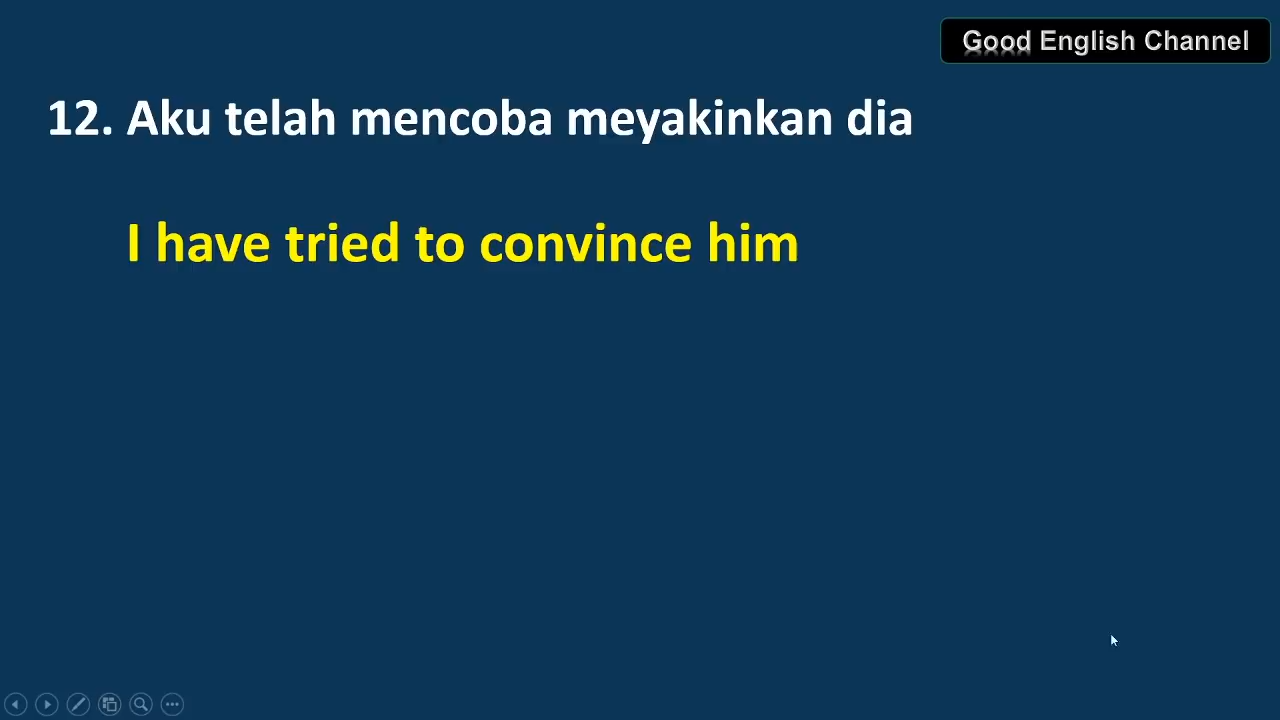 Good English Channel
12. Aku telah mencoba meyakinkan dia
I have tried to convince him